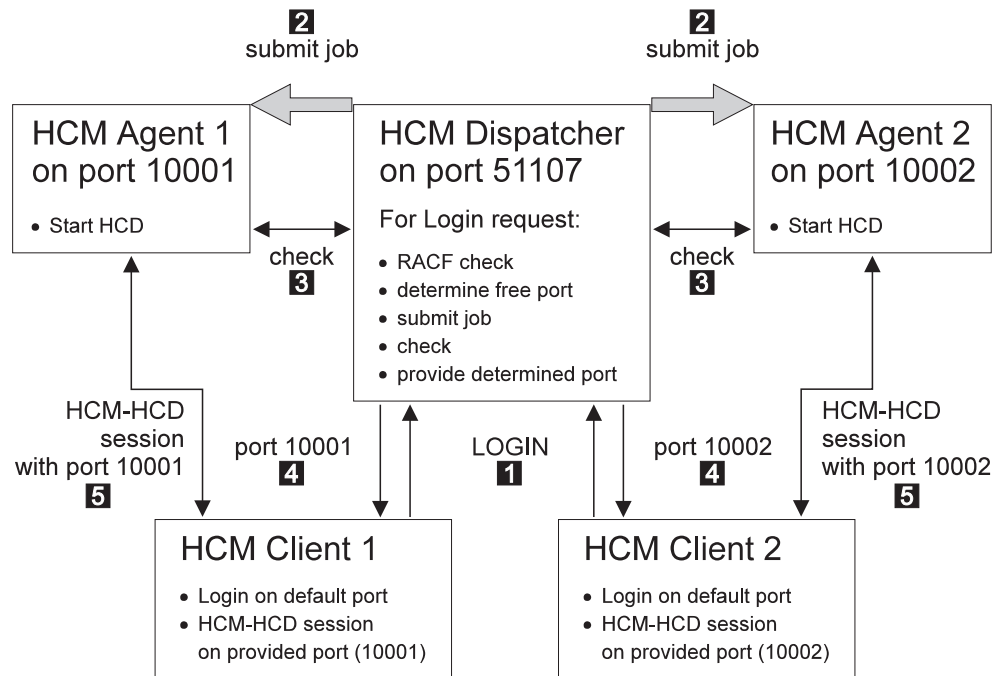 2
submit job
2
submit job
HCM Agent 1
on port 10001
• Start HCD
HCM Dispatcher
on port 51107
For Login request:
• RACF check
• determine free port
• submit job
• check
• provide determined port
HCM Agent 2
on port 10002
• Start HCD
check
3
check
3
HCM-HCD
session
with port 10001
5
port 10001
4
LOGIN
1
port 10002
4
HCM-HCD
session
with port 10002
5
HCM Client 1
• Login on default port
• HCM-HCD session
on provided port (10001)
HCM Client 2
• Login on default port
• HCM-HCD session
on provided port (10002)